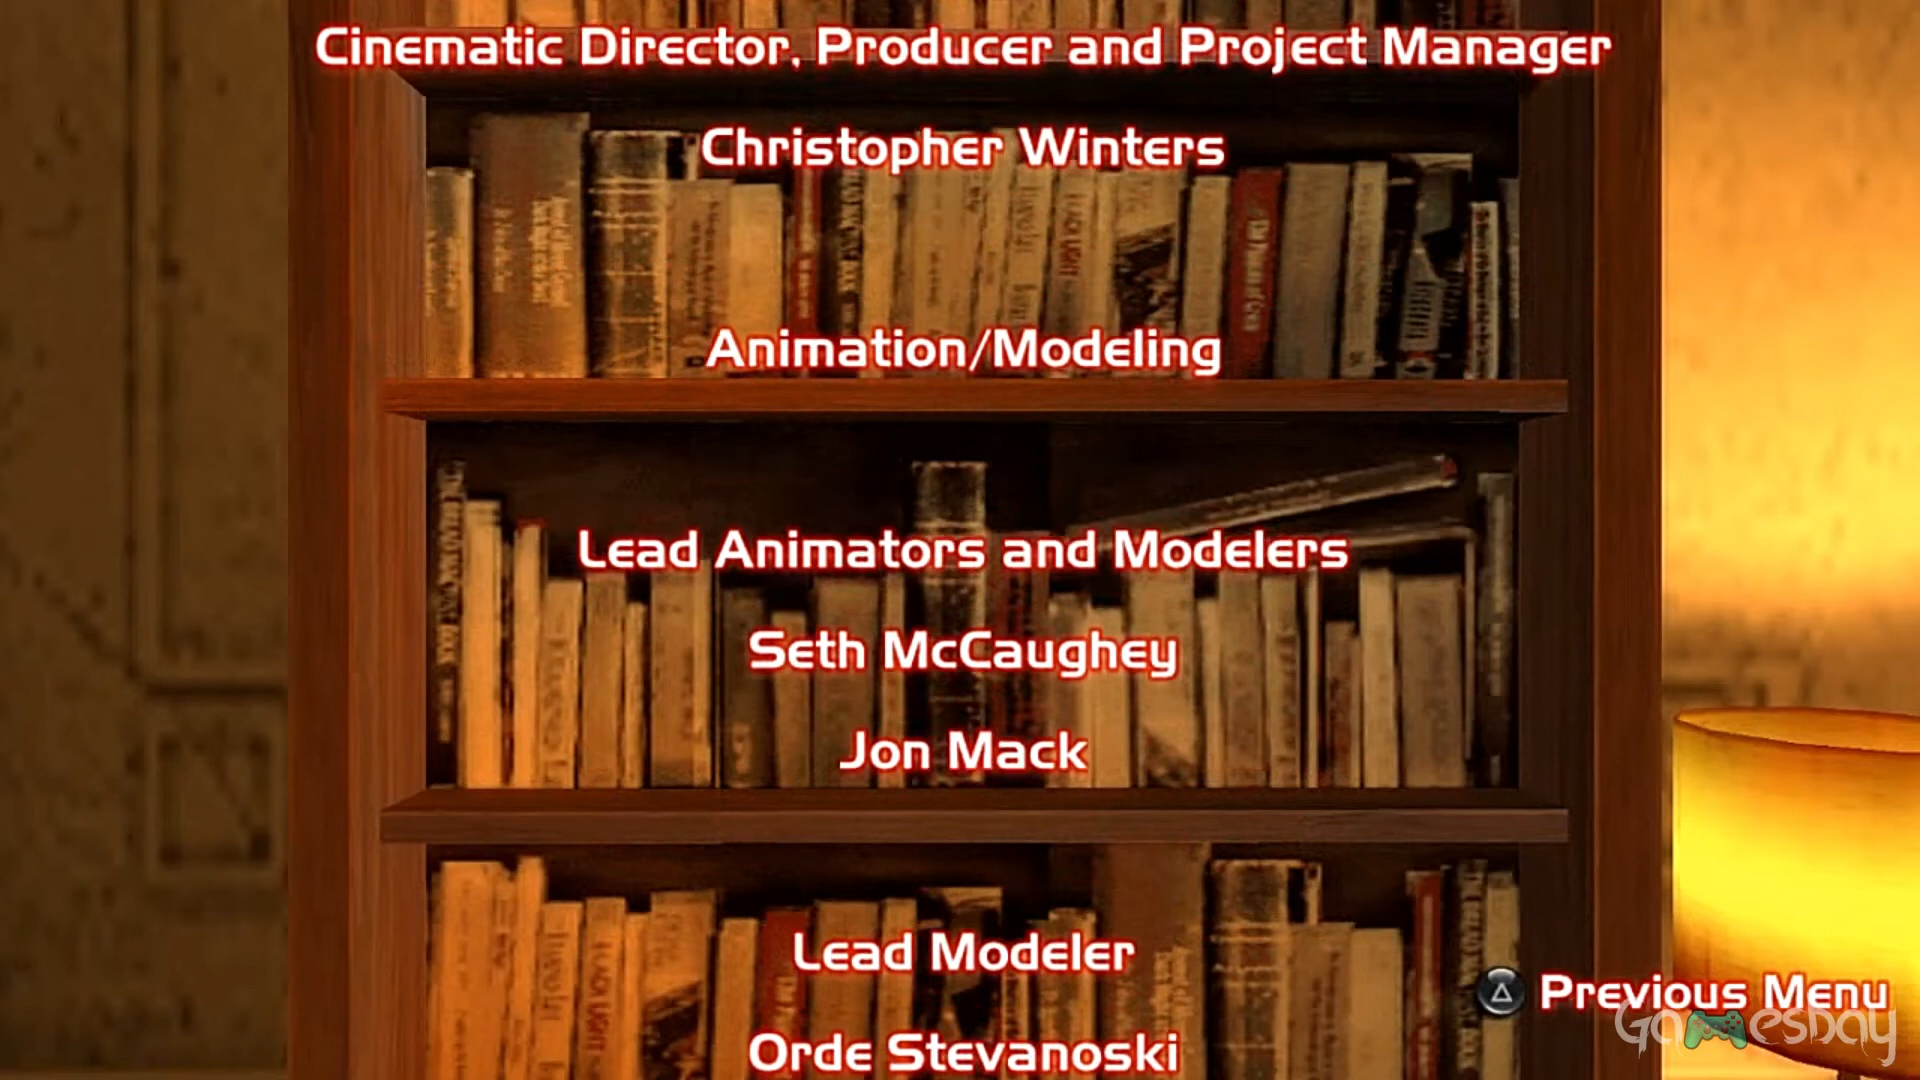 Cinematic Director, Producer and Project Manager
Christopher Winters
Animation/Modeling
Lead Animators and Modelers
Seth McCaughey
Jon Mack
Lead Modeler
Orde Stevanoski
Previous Menu
Gamesbay